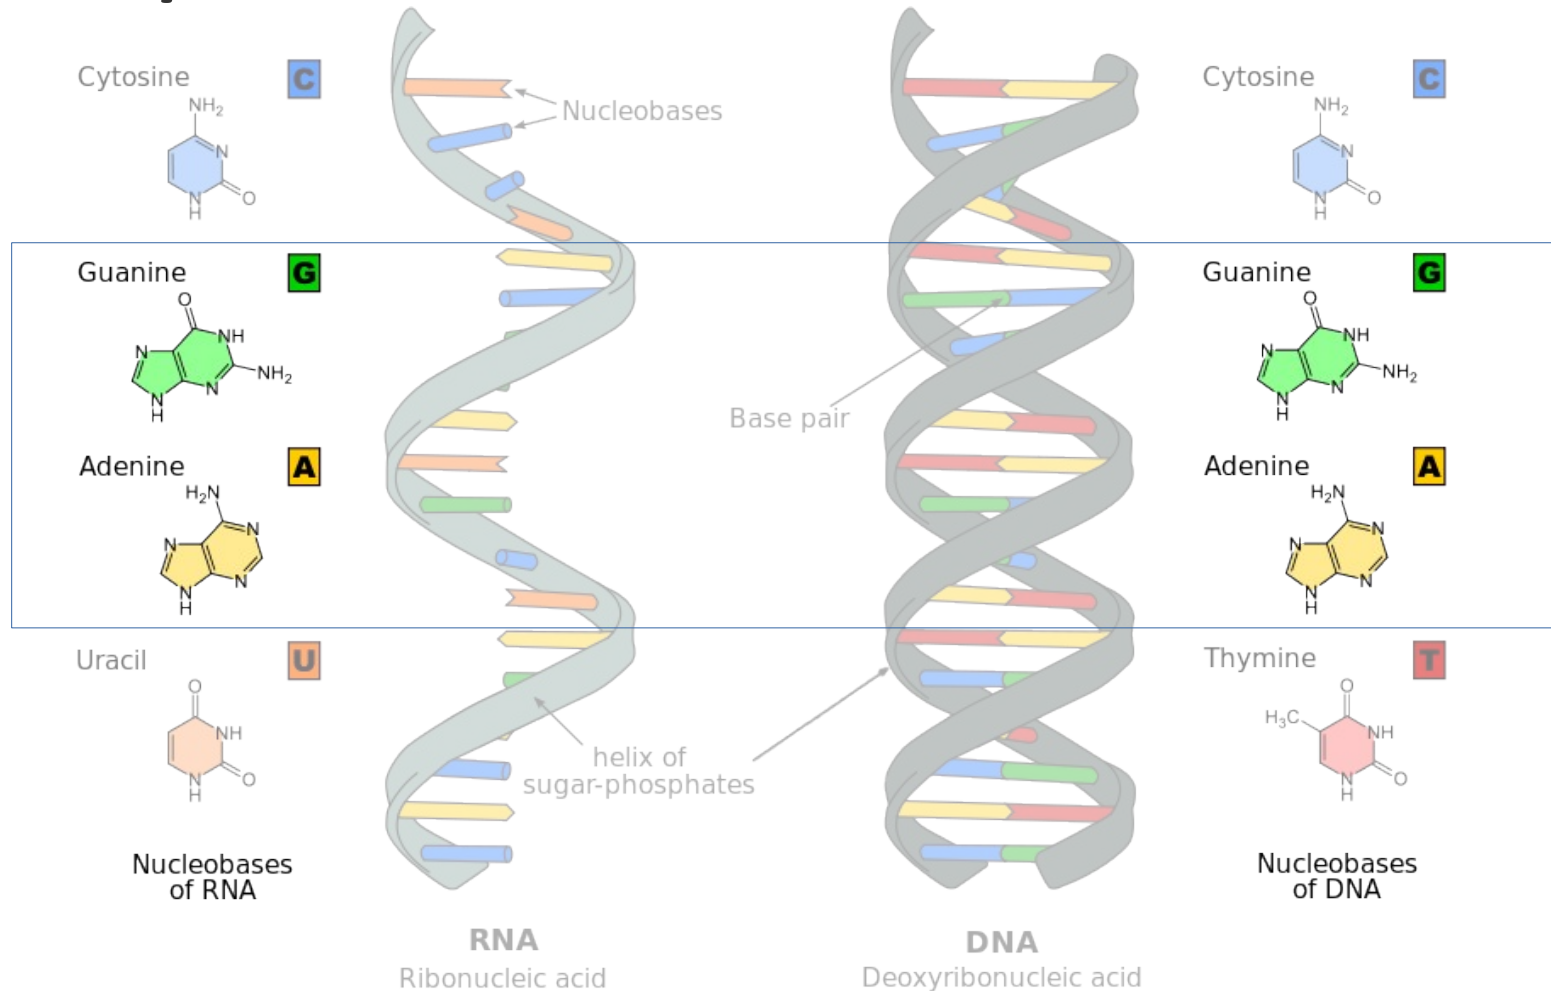 Cytosine C
NH₂
N
N
H
O
Guanine G
O
N
NH
N
H
N
NH₂
Adenine A
H₂N
N
N
N
H
N
Uracil U
O
NH
N
H
O
Nucleobases
of RNA
Nucleobases
Base pair
helix of
sugar-phosphates
RNA
Ribonucleic acid
DNA
Deoxyribonucleic acid
Cytosine C
NH₂
N
N
H
O
Guanine G
O
N
NH
N
H
N
NH₂
Adenine A
H₂N
N
N
N
H
N
Thymine T
O
H₃C
NH
N
H
O
Nucleobases
of DNA